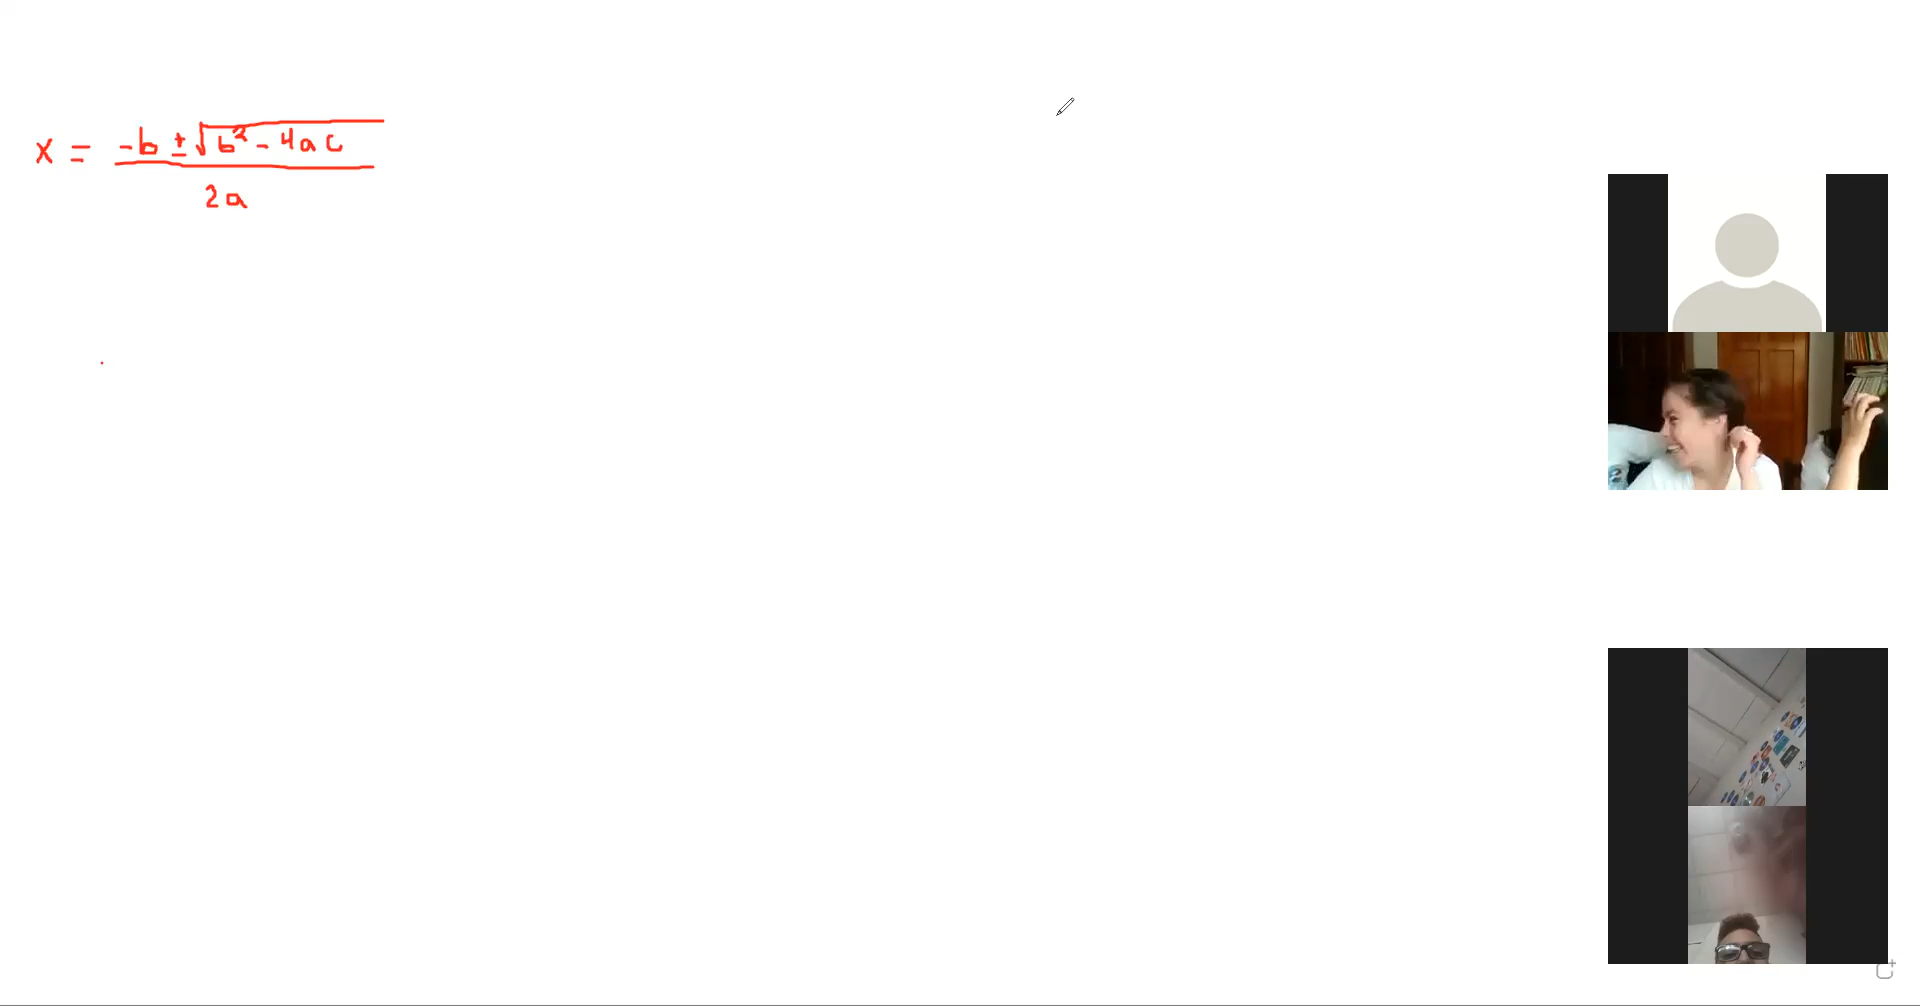 x = -b ± √b² - 4ac
2a